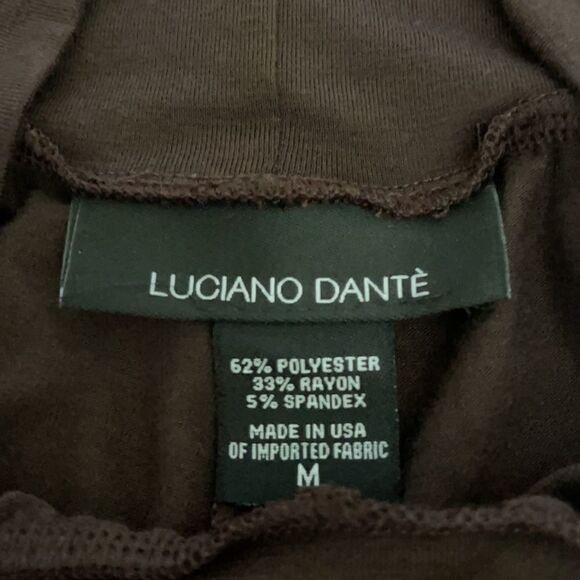 LUCIANO DANTÈ
62% POLYESTER
33% RAYON
5% SPANDEX
MADE IN USA
OF IMPORTED FABRIC
M